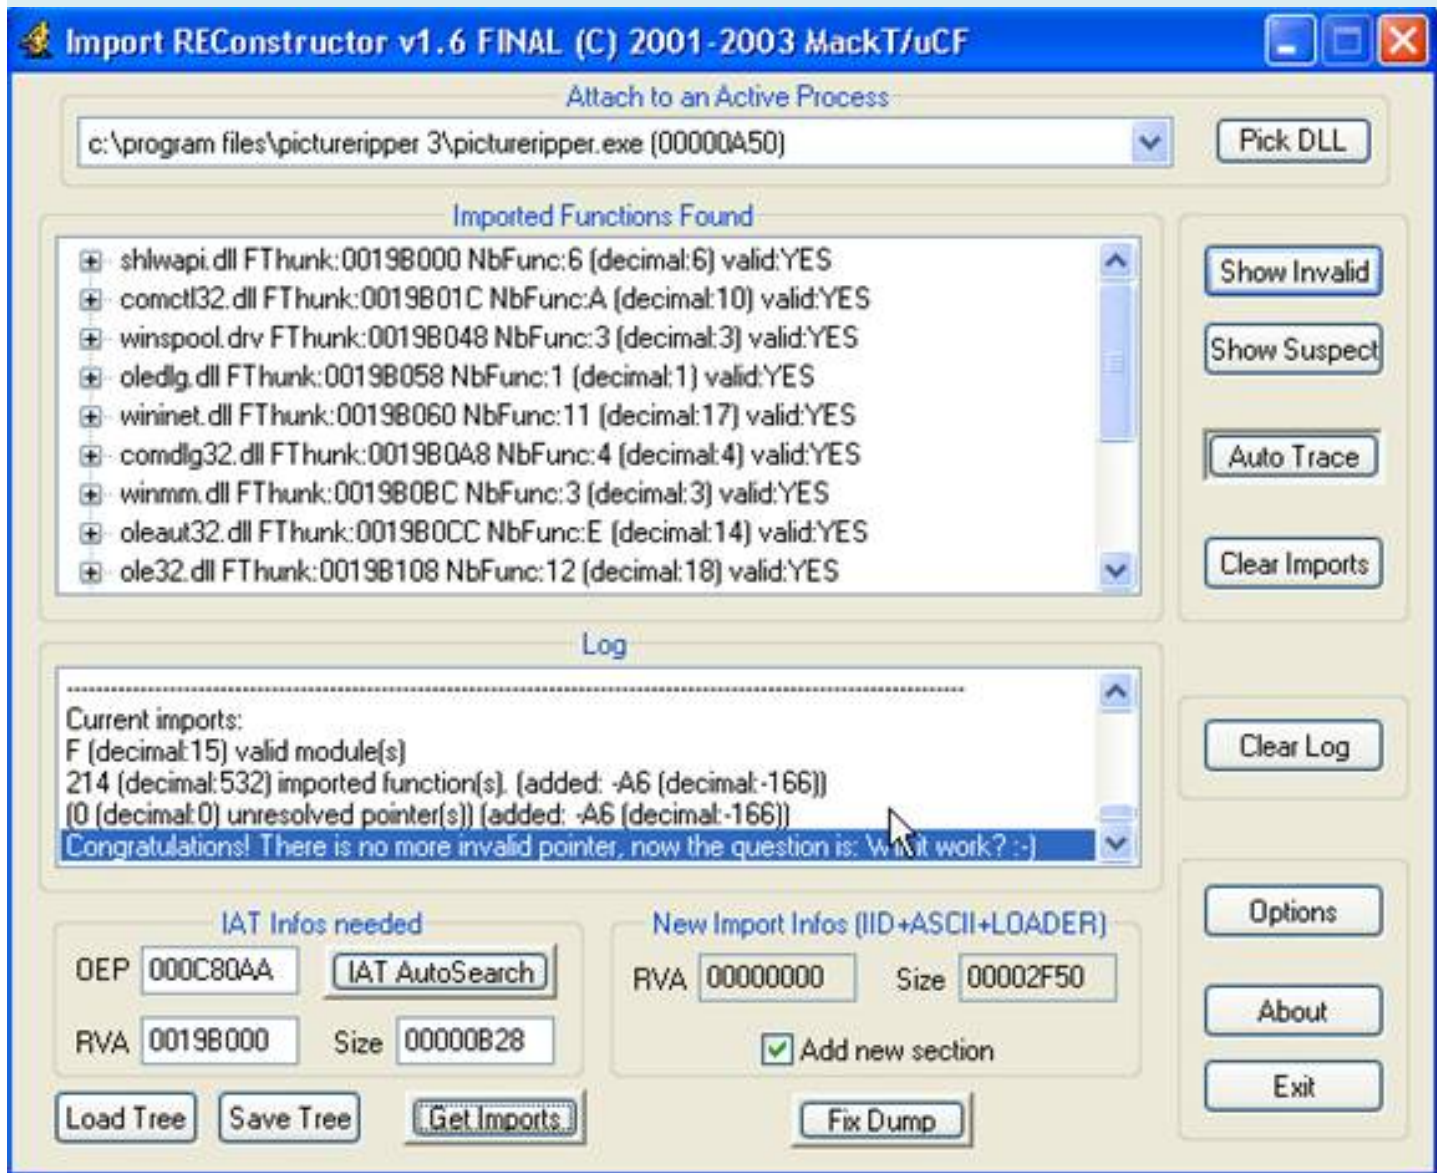 Import REConstructor v1.6 FINAL (C) 2001-2003 MackT/uCF
Attach to an Active Process
c:\program files\pictureripper 3\pictureripper.exe (00000A50)
Pick DLL
Imported Functions Found
shlwapi.dll FThunk:0019B000 NbFunc:6 (decimal:6) valid:YES
comctl32.dll FThunk:0019B01C NbFunc:A (decimal:10) valid:YES
winspool.drv FThunk:0019B048 NbFunc:3 (decimal:3) valid:YES
oledlg.dll FThunk:0019B058 NbFunc:1 (decimal:1) valid:YES
wininet.dll FThunk:0019B060 NbFunc:11 (decimal:17) valid:YES
comdlg32.dll FThunk:0019B0A8 NbFunc:4 (decimal:4) valid:YES
winmm.dll FThunk:0019B0BC NbFunc:3 (decimal:3) valid:YES
oleaut32.dll FThunk:0019B0CC NbFunc:E (decimal:14) valid:YES
ole32.dll FThunk:0019B108 NbFunc:12 (decimal:18) valid:YES
Show Invalid
Show Suspect
Auto Trace
Clear Imports
Log
Current imports:
F (decimal:15) valid module(s)
214 (decimal:532) imported function(s). (added: -A6 (decimal:-166))
(0 (decimal:0) unresolved pointer(s)) (added: -A6 (decimal:-166))
Congratulations! There is no more invalid pointer, now the question is: Will it work? :-)
Clear Log
IAT Infos needed
OEP 000C80AA IAT AutoSearch
RVA 0019B000 Size 00000B28
New Import Infos (IID+ASCII+LOADER)
RVA 00000000 Size 00002F50
Add new section
Options
About
Exit
Load Tree Save Tree Get Imports Fix Dump